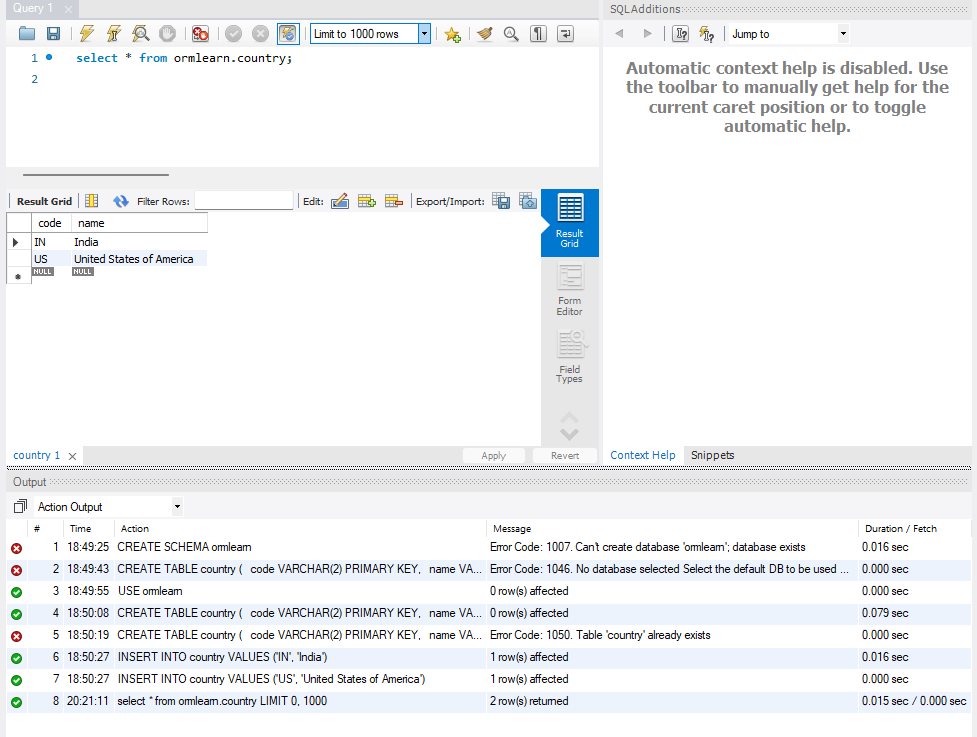 Query 1
SQLAdditions
Limit to 1000 rows
Jump to
1 select * from ormlearn.country;
2
Automatic context help is disabled. Use
the toolbar to manually get help for the
current caret position or to toggle
automatic help.
Result Grid Filter Rows: Edit: Export/Import:
code name
IN India
US United States of America
NULL NULL
Result
Grid
Form
Editor
Field
Types
country 1 Apply Revert
Context Help Snippets
Output
Action Output
# Time Action Message Duration / Fetch
1 18:49:25 CREATE SCHEMA ormlearn Error Code: 1007. Can't create database 'ormlearn'; database exists 0.016 sec
2 18:49:43 CREATE TABLE country ( code VARCHAR(2) PRIMARY KEY, name VA... Error Code: 1046. No database selected Select the default DB to be used ... 0.000 sec
3 18:49:55 USE ormlearn 0 row(s) affected 0.000 sec
4 18:50:08 CREATE TABLE country ( code VARCHAR(2) PRIMARY KEY, name VA... 0 row(s) affected 0.079 sec
5 18:50:19 CREATE TABLE country ( code VARCHAR(2) PRIMARY KEY, name VA... Error Code: 1050. Table 'country' already exists 0.000 sec
6 18:50:27 INSERT INTO country VALUES ('IN', 'India') 1 row(s) affected 0.016 sec
7 18:50:27 INSERT INTO country VALUES ('US', 'United States of America') 1 row(s) affected 0.000 sec
8 20:21:11 select * from ormlearn.country LIMIT 0, 1000 2 row(s) returned 0.015 sec / 0.000 sec